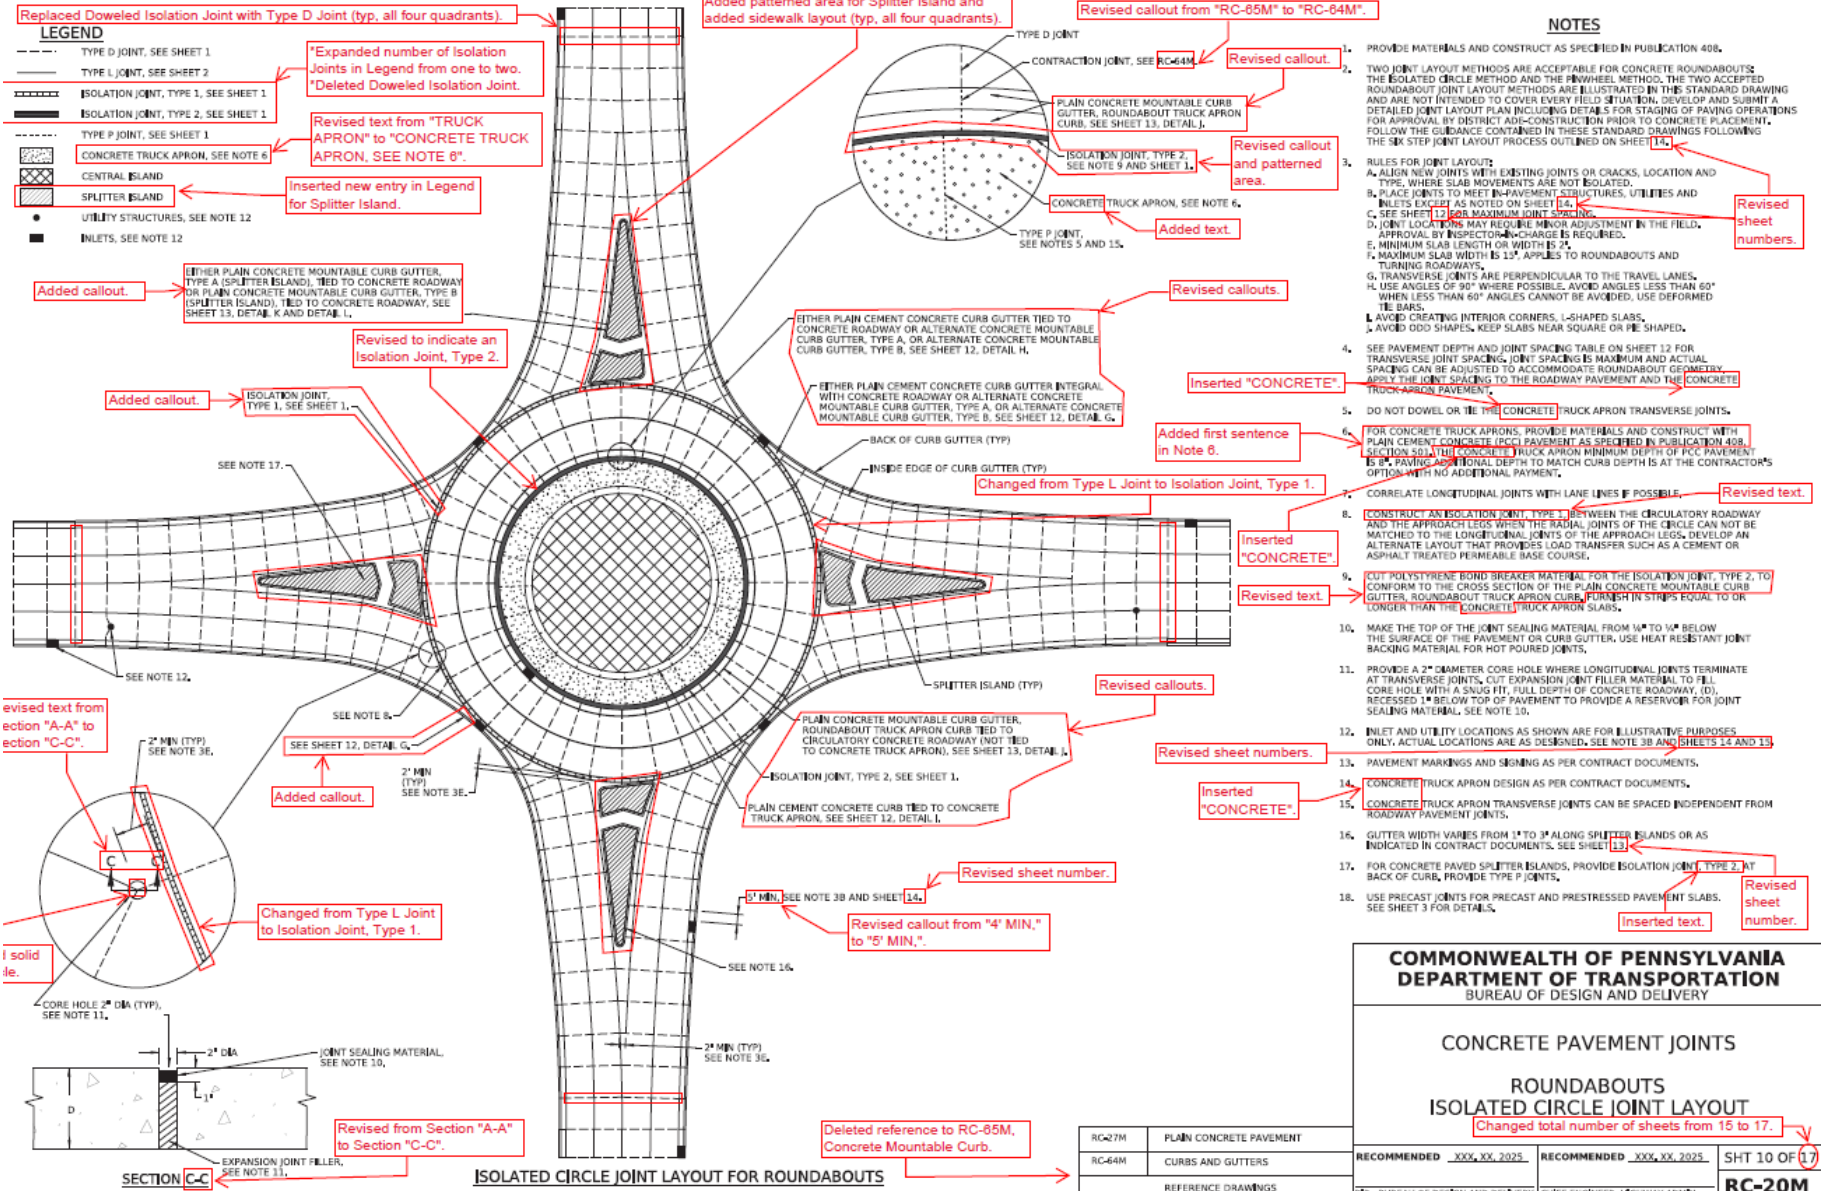 Replaced Doweled Isolation Joint with Type D Joint (typ, all four quadrants).
LEGEND
TYPE D JOINT, SEE SHEET 1
TYPE L JOINT, SEE SHEET 2
ISOLATION JOINT, TYPE 1, SEE SHEET 1
ISOLATION JOINT, TYPE 2, SEE SHEET 1
TYPE P JOINT, SEE SHEET 1
CONCRETE TRUCK APRON, SEE NOTE 6
CENTRAL ISLAND
SPLITTER ISLAND
UTILITY STRUCTURES, SEE NOTE 12
INLETS, SEE NOTE 12
*Expanded number of Isolation
Joints in Legend from one to two.
*Deleted Doweled Isolation Joint.
Revised text from "TRUCK
APRON" to "CONCRETE TRUCK
APRON, SEE NOTE 6".
Inserted new entry in Legend
for Splitter Island.
Added patterned area for Splitter Island and
added sidewalk layout (typ, all four quadrants).
Revised callout from "RC-65M" to "RC-64M".
TYPE D JOINT
CONTRACTION JOINT, SEE RC-64M.
Revised callout.
PLAIN CONCRETE MOUNTABLE CURB
GUTTER, ROUNDABOUT TRUCK APRON
CURB, SEE SHEET 13, DETAIL J.
ISOLATION JOINT, TYPE 2,
SEE NOTE 9 AND SHEET 1.
Revised callout
and patterned
area.
CONCRETE TRUCK APRON, SEE NOTE 6.
Added text.
TYPE P JOINT,
SEE NOTES 5 AND 15.
Added callout.
EITHER PLAIN CONCRETE MOUNTABLE CURB GUTTER,
TYPE A (SPLITTER ISLAND), TIED TO CONCRETE ROADWAY
OR PLAIN CONCRETE MOUNTABLE CURB GUTTER, TYPE B
(SPLITTER ISLAND), TIED TO CONCRETE ROADWAY, SEE
SHEET 13, DETAIL K AND DETAIL L.
Revised to indicate an
Isolation Joint, Type 2.
Added callout.
ISOLATION JOINT,
TYPE 1, SEE SHEET 1.
SEE NOTE 17.
Revised callouts.
EITHER PLAIN CEMENT CONCRETE CURB GUTTER TIED TO
CONCRETE ROADWAY OR ALTERNATE CONCRETE MOUNTABLE
CURB GUTTER, TYPE A, OR ALTERNATE CONCRETE MOUNTABLE
CURB GUTTER, TYPE B, SEE SHEET 12, DETAIL H.
EITHER PLAIN CEMENT CONCRETE CURB GUTTER INTEGRAL
WITH CONCRETE ROADWAY OR ALTERNATE CONCRETE
MOUNTABLE CURB GUTTER, TYPE A, OR ALTERNATE CONCRETE
MOUNTABLE CURB GUTTER, TYPE B, SEE SHEET 12, DETAIL G.
BACK OF CURB GUTTER (TYP)
INSIDE EDGE OF CURB GUTTER (TYP)
Changed from Type L Joint to Isolation Joint, Type 1.
SEE NOTE 12.
SEE NOTE 8.
SEE SHEET 12, DETAIL G.
Added callout.
2' MIN
(TYP)
SEE NOTE 3E.
SPLITTER ISLAND (TYP)
Revised callouts.
PLAIN CONCRETE MOUNTABLE CURB GUTTER,
ROUNDABOUT TRUCK APRON CURB TIED TO
CIRCULATORY CONCRETE ROADWAY (NOT TIED
TO CONCRETE TRUCK APRON), SEE SHEET 13, DETAIL J.
ISOLATION JOINT, TYPE 2, SEE SHEET 1.
PLAIN CEMENT CONCRETE CURB TIED TO CONCRETE
TRUCK APRON, SEE SHEET 12, DETAIL I.
Revised sheet number.
5' MIN, SEE NOTE 3B AND SHEET 14.
Revised callout from "4' MIN,"
to "5' MIN,".
SEE NOTE 16.
2' MIN (TYP)
SEE NOTE 3E.
evised text from
ection "A-A" to
ection "C-C".
2' MIN (TYP)
SEE NOTE 3E.
C C
Changed from Type L Joint
to Isolation Joint, Type 1.
d solid
le.
CORE HOLE 2" DIA (TYP),
SEE NOTE 11.
2" DIA
JOINT SEALING MATERIAL,
SEE NOTE 10.
1"
D
EXPANSION JOINT FILLER,
SEE NOTE 11.
Revised from Section "A-A"
to Section "C-C".
SECTION C-C
ISOLATED CIRCLE JOINT LAYOUT FOR ROUNDABOUTS
Deleted reference to RC-65M,
Concrete Mountable Curb.
RC-27M PLAIN CONCRETE PAVEMENT
RC-64M CURBS AND GUTTERS
REFERENCE DRAWINGS
NOTES
1. PROVIDE MATERIALS AND CONSTRUCT AS SPECIFIED IN PUBLICATION 408.
2. TWO JOINT LAYOUT METHODS ARE ACCEPTABLE FOR CONCRETE ROUNDABOUTS:
THE ISOLATED CIRCLE METHOD AND THE PINWHEEL METHOD. THE TWO ACCEPTED
ROUNDABOUT JOINT LAYOUT METHODS ARE ILLUSTRATED IN THIS STANDARD DRAWING
AND ARE NOT INTENDED TO COVER EVERY FIELD SITUATION. DEVELOP AND SUBMIT A
DETAILED JOINT LAYOUT PLAN INCLUDING DETAILS FOR STAGING OF PAVING OPERATIONS
FOR APPROVAL BY DISTRICT ADE-CONSTRUCTION PRIOR TO CONCRETE PLACEMENT.
FOLLOW THE GUIDANCE CONTAINED IN THESE STANDARD DRAWINGS FOLLOWING
THE SIX STEP JOINT LAYOUT PROCESS OUTLINED ON SHEET 14.
3. RULES FOR JOINT LAYOUT:
A. ALIGN NEW JOINTS WITH EXISTING JOINTS OR CRACKS, LOCATION AND
TYPE, WHERE SLAB MOVEMENTS ARE NOT ISOLATED.
B. PLACE JOINTS TO MEET IN-PAVEMENT STRUCTURES, UTILITIES AND
INLETS EXCEPT AS NOTED ON SHEET 14.
C. SEE SHEET 12 FOR MAXIMUM JOINT SPACING.
D. JOINT LOCATIONS MAY REQUIRE MINOR ADJUSTMENT IN THE FIELD.
APPROVAL BY INSPECTOR-IN-CHARGE IS REQUIRED.
E. MINIMUM SLAB LENGTH OR WIDTH IS 2'.
F. MAXIMUM SLAB WIDTH IS 15'. APPLIES TO ROUNDABOUTS AND
TURNING ROADWAYS.
G. TRANSVERSE JOINTS ARE PERPENDICULAR TO THE TRAVEL LANES.
H. USE ANGLES OF 90° WHERE POSSIBLE. AVOID ANGLES LESS THAN 60°
WHEN LESS THAN 60° ANGLES CANNOT BE AVOIDED, USE DEFORMED
TIE BARS.
I. AVOID CREATING INTERIOR CORNERS, L-SHAPED SLABS.
J. AVOID ODD SHAPES. KEEP SLABS NEAR SQUARE OR PIE SHAPED.
Revised
sheet
numbers.
4. SEE PAVEMENT DEPTH AND JOINT SPACING TABLE ON SHEET 12 FOR
TRANSVERSE JOINT SPACING. JOINT SPACING IS MAXIMUM AND ACTUAL
SPACING CAN BE ADJUSTED TO ACCOMMODATE ROUNDABOUT GEOMETRY.
APPLY THE JOINT SPACING TO THE ROADWAY PAVEMENT AND THE CONCRETE
TRUCK APRON PAVEMENT.
Inserted "CONCRETE".
5. DO NOT DOWEL OR TIE THE CONCRETE TRUCK APRON TRANSVERSE JOINTS.
Added first sentence
in Note 6.
6. FOR CONCRETE TRUCK APRONS, PROVIDE MATERIALS AND CONSTRUCT WITH
PLAIN CEMENT CONCRETE (PCC) PAVEMENT AS SPECIFIED IN PUBLICATION 408,
SECTION 501. THE CONCRETE TRUCK APRON MINIMUM DEPTH OF PCC PAVEMENT
IS 8". PAVING ADDITIONAL DEPTH TO MATCH CURB DEPTH IS AT THE CONTRACTOR'S
OPTION WITH NO ADDITIONAL PAYMENT.
7. CORRELATE LONGITUDINAL JOINTS WITH LANE LINES IF POSSIBLE.
Revised text.
8. CONSTRUCT AN ISOLATION JOINT, TYPE 1, BETWEEN THE CIRCULATORY ROADWAY
AND THE APPROACH LEGS WHEN THE RADIAL JOINTS OF THE CIRCLE CAN NOT BE
MATCHED TO THE LONGITUDINAL JOINTS OF THE APPROACH LEGS. DEVELOP AN
ALTERNATE LAYOUT THAT PROVIDES LOAD TRANSFER SUCH AS A CEMENT OR
ASPHALT TREATED PERMEABLE BASE COURSE.
Inserted
"CONCRETE".
Revised text.
9. CUT POLYSTYRENE BOND BREAKER MATERIAL FOR THE ISOLATION JOINT, TYPE 2, TO
CONFORM TO THE CROSS SECTION OF THE PLAIN CONCRETE MOUNTABLE CURB
GUTTER, ROUNDABOUT TRUCK APRON CURB. FURNISH IN STRIPS EQUAL TO OR
LONGER THAN THE CONCRETE TRUCK APRON SLABS.
10. MAKE THE TOP OF THE JOINT SEALING MATERIAL FROM ⅛" TO ¼" BELOW
THE SURFACE OF THE PAVEMENT OR CURB GUTTER. USE HEAT RESISTANT JOINT
BACKING MATERIAL FOR HOT POURED JOINTS.
11. PROVIDE A 2" DIAMETER CORE HOLE WHERE LONGITUDINAL JOINTS TERMINATE
AT TRANSVERSE JOINTS. CUT EXPANSION JOINT FILLER MATERIAL TO FILL
CORE HOLE WITH A SNUG FIT, FULL DEPTH OF CONCRETE ROADWAY, (D),
RECESSED 1" BELOW TOP OF PAVEMENT TO PROVIDE A RESERVOIR FOR JOINT
SEALING MATERIAL. SEE NOTE 10.
12. INLET AND UTILITY LOCATIONS AS SHOWN ARE FOR ILLUSTRATIVE PURPOSES
ONLY. ACTUAL LOCATIONS ARE AS DESIGNED. SEE NOTE 3B AND SHEETS 14 AND 15.
Revised sheet numbers.
13. PAVEMENT MARKINGS AND SIGNING AS PER CONTRACT DOCUMENTS.
14. CONCRETE TRUCK APRON DESIGN AS PER CONTRACT DOCUMENTS.
Inserted
"CONCRETE".
15. CONCRETE TRUCK APRON TRANSVERSE JOINTS CAN BE SPACED INDEPENDENT FROM
ROADWAY PAVEMENT JOINTS.
16. GUTTER WIDTH VARIES FROM 1' TO 3' ALONG SPLITTER ISLANDS OR AS
INDICATED IN CONTRACT DOCUMENTS. SEE SHEET 13.
17. FOR CONCRETE PAVED SPLITTER ISLANDS, PROVIDE ISOLATION JOINT, TYPE 2, AT
BACK OF CURB. PROVIDE TYPE P JOINTS.
18. USE PRECAST JOINTS FOR PRECAST AND PRESTRESSED PAVEMENT SLABS.
SEE SHEET 3 FOR DETAILS.
Inserted text.
Revised
sheet
number.
COMMONWEALTH OF PENNSYLVANIA
DEPARTMENT OF TRANSPORTATION
BUREAU OF DESIGN AND DELIVERY
CONCRETE PAVEMENT JOINTS
ROUNDABOUTS
ISOLATED CIRCLE JOINT LAYOUT
Changed total number of sheets from 15 to 17.
RECOMMENDED XXX, XX, 2025
RECOMMENDED XXX, XX, 2025
SHT 10 OF 17
RC-20M